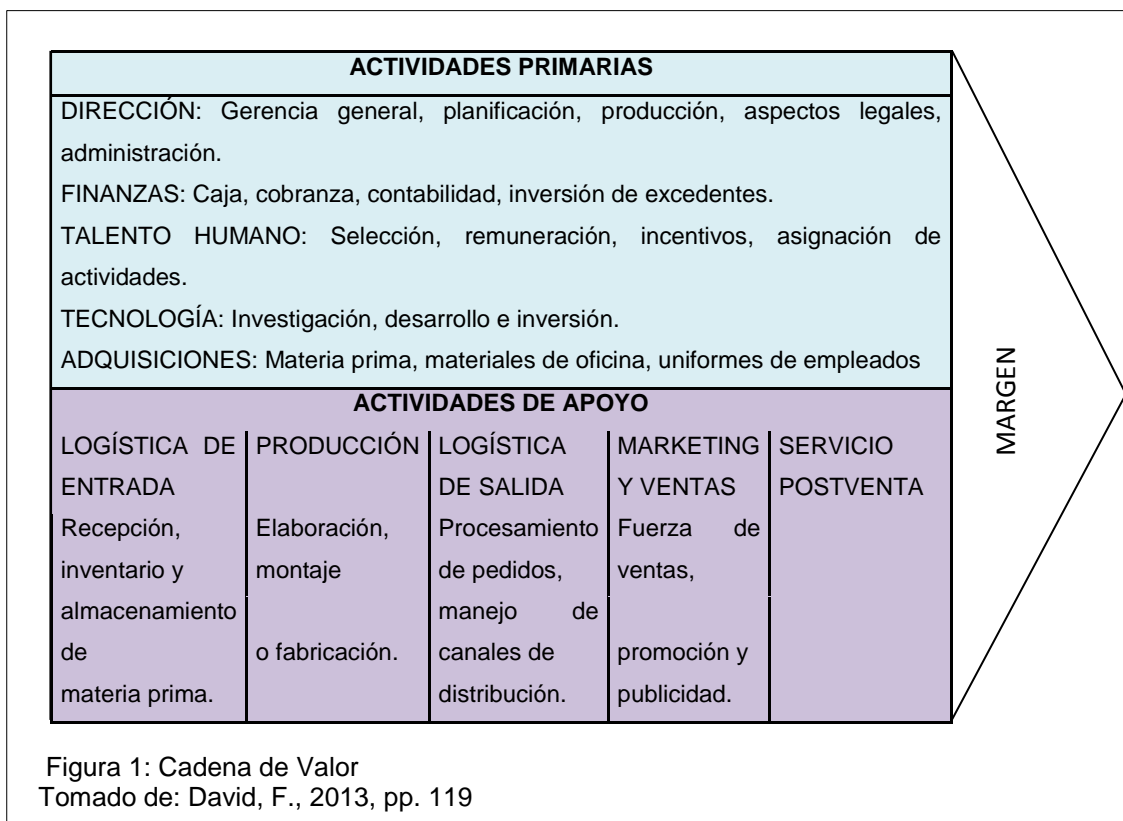 ACTIVIDADES PRIMARIAS
DIRECCIÓN: Gerencia general, planificación, producción, aspectos legales,
administración.
FINANZAS: Caja, cobranza, contabilidad, inversión de excedentes.
TALENTO HUMANO: Selección, remuneración, incentivos, asignación de
actividades.
TECNOLOGÍA: Investigación, desarrollo e inversión.
ADQUISICIONES: Materia prima, materiales de oficina, uniformes de empleados
ACTIVIDADES DE APOYO
LOGÍSTICA DE
ENTRADA
Recepción,
inventario y
almacenamiento
de
materia prima.
PRODUCCIÓN
Elaboración,
montaje
o fabricación.
LOGÍSTICA
DE SALIDA
Procesamiento
de pedidos,
manejo de
canales de
distribución.
MARKETING
Y VENTAS
Fuerza de
ventas,
promoción y
publicidad.
SERVICIO
POSTVENTA
MARGEN
Figura 1: Cadena de Valor
Tomado de: David, F., 2013, pp. 119